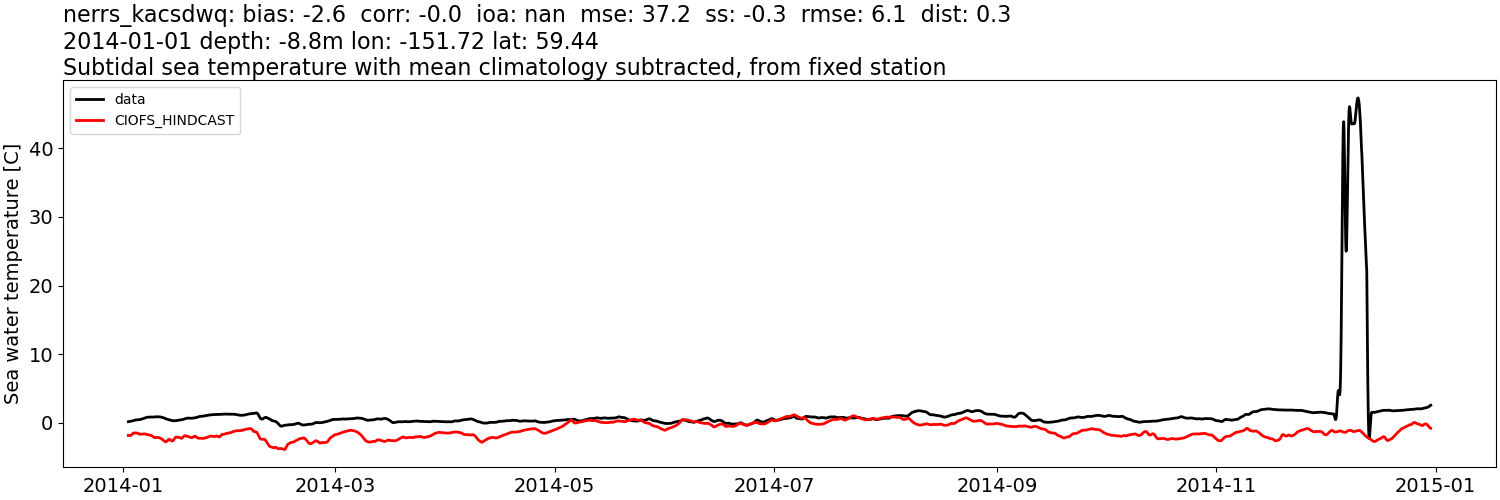 nerrs_kacsdwq: bias: -2.6  corr: -0.0  ioa: nan  mse: 37.2  ss: -0.3  rmse: 6.1  dist: 0.3
2014-01-01 depth: -8.8m lon: -151.72 lat: 59.44
Subtidal sea temperature with mean climatology subtracted, from fixed station
data
CIOFS_HINDCAST
Sea water temperature [C]
40
30
20
10
0
2014-01
2014-03
2014-05
2014-07
2014-09
2014-11
2015-01